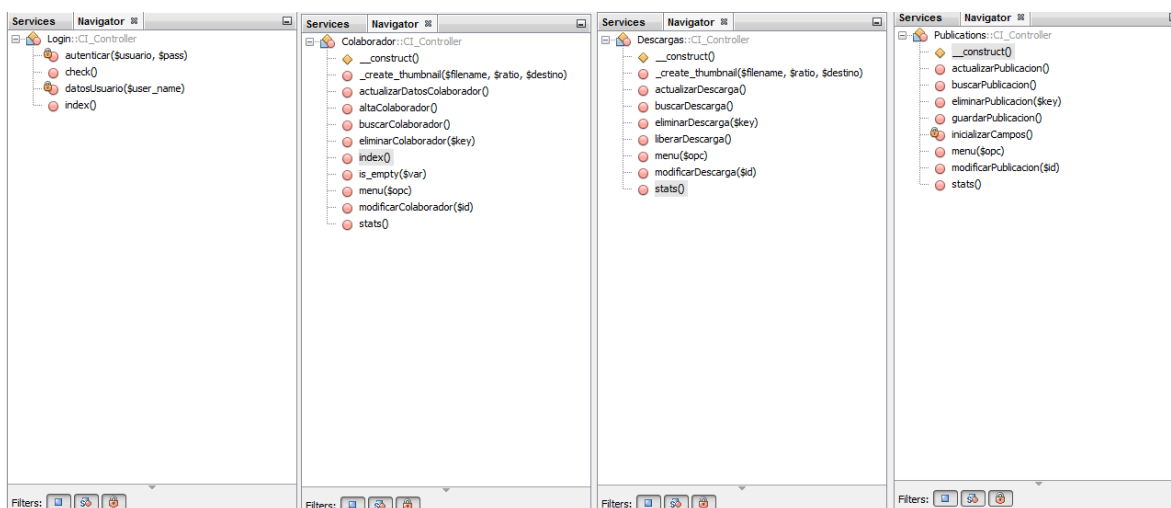 Services Navigator
Login::CI_Controller
autenticar($usuario, $pass)
check()
datosUsuario($user_name)
index()
Filters:
Services Navigator
Colaborador::CI_Controller
__construct()
_create_thumbnail($filename, $ratio, $destino)
actualizarDatosColaborador()
altaColaborador()
buscarColaborador()
eliminarColaborador($key)
index()
is_empty($var)
menu($opc)
modificarColaborador($id)
stats()
Filters:
Services Navigator
Descargas::CI_Controller
__construct()
_create_thumbnail($filename, $ratio, $destino)
actualizarDescarga()
buscarDescarga()
eliminarDescarga($key)
liberarDescarga()
menu($opc)
modificarDescarga($id)
stats()
Filters:
Services Navigator
Publications::CI_Controller
__construct()
actualizarPublicacion()
buscarPublicacion()
eliminarPublicacion($key)
guardarPublicacion()
inicializarCampos()
menu($opc)
modificarPublicacion($id)
stats()
Filters: